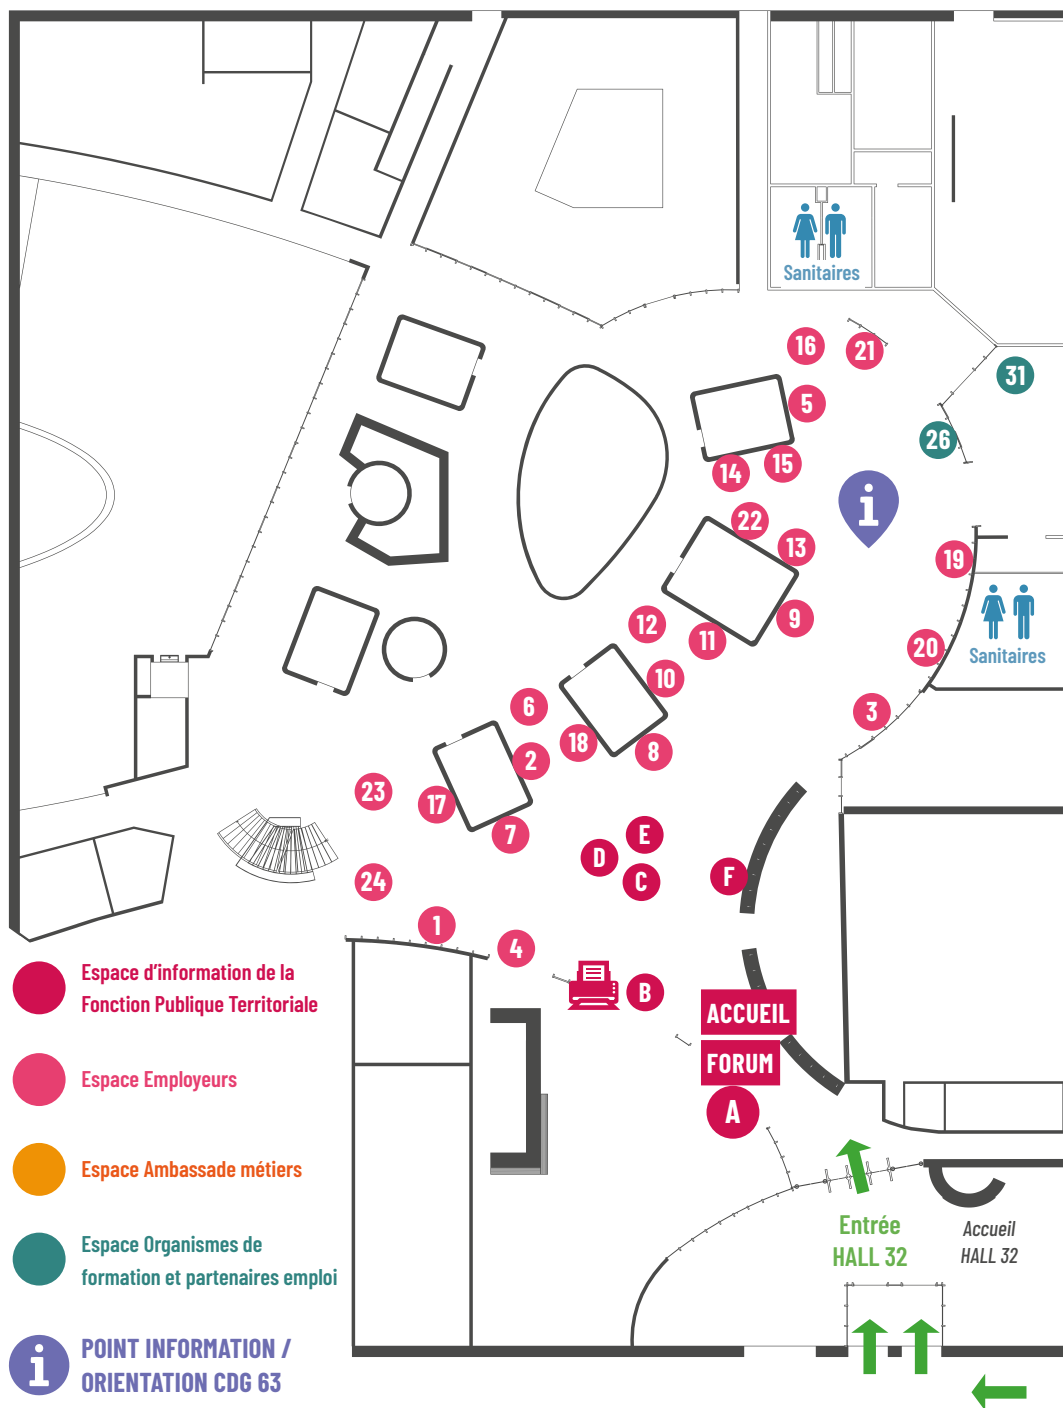 Sanitaires
16
21
31
5
26
15
14
22
13
19
9
12
11
20
Sanitaires
10
6
3
18
8
2
23
17
7
E
D
F
C
24
1
4
B
ACCUEIL
FORUM
A
Espace d'information de la
Fonction Publique Territoriale
Espace Employeurs
Espace Ambassade métiers
Espace Organismes de
formation et partenaires emploi
i
POINT INFORMATION /
ORIENTATION CDG 63
i
Entrée
HALL 32
Accueil
HALL 32